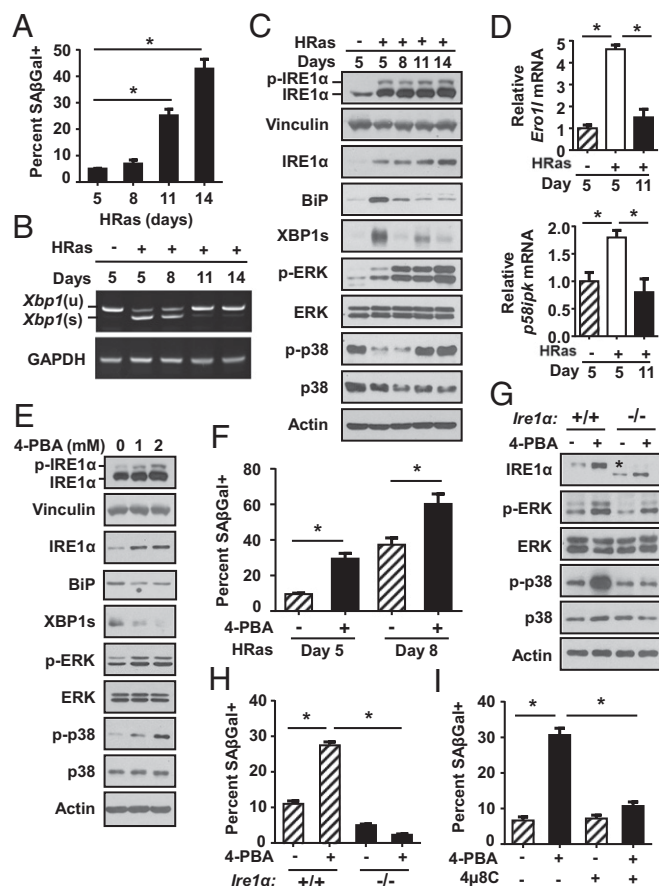 A
Percent SAβGal+
50
40
30
20
10
0
*
*
5 8 11 14
HRas (days)
B
HRas - + + + +
Days 5 5 8 11 14
Xbp1(u)
Xbp1(s)
GAPDH
C
HRas - + + + +
Days 5 5 8 11 14
p-IRE1α
IRE1α
Vinculin
IRE1α
BiP
XBP1s
p-ERK
ERK
p-p38
p38
Actin
D
Relative
Ero1l mRNA
5
4
3
2
1
0
* *
HRas - + +
Day 5 5 11
Relative
p58ipk mRNA
2.0
1.5
1.0
0.5
0.0
* *
HRas - + +
Day 5 5 11
E
4-PBA (mM) 0 1 2
p-IRE1α
IRE1α
Vinculin
IRE1α
BiP
XBP1s
p-ERK
ERK
p-p38
p38
Actin
F
Percent SAβGal+
80
60
40
20
0
*
*
4-PBA - + - +
HRas Day 5 Day 8
G
Ire1α: +/+ -/-
4-PBA - + - +
IRE1α *
p-ERK
ERK
p-p38
p38
Actin
H
Percent SAβGal+
40
30
20
10
0
* *
4-PBA - + - +
Ire1α: +/+ -/-
I
Percent SAβGal+
40
30
20
10
0
* *
4-PBA - + - +
4μ8C - - + +